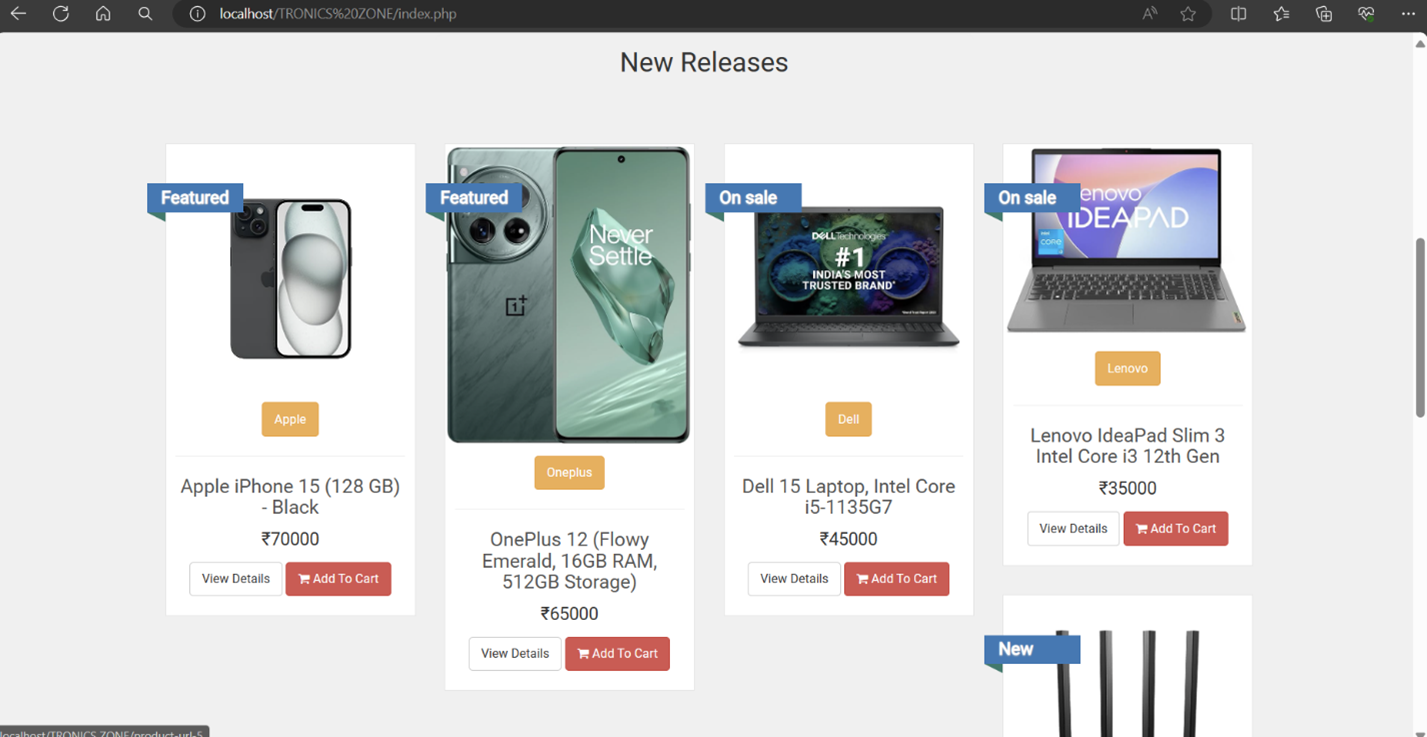 localhost/TRONICS%20ZONE/index.php
New Releases
Featured
Apple
Apple iPhone 15 (128 GB)
- Black
₹70000
View Details
Add To Cart
Featured
Never
Settle
Oneplus
OnePlus 12 (Flowy
Emerald, 16GB RAM,
512GB Storage)
₹65000
View Details
Add To Cart
On sale
DELLTechnologies
#1
INDIA'S MOST
TRUSTED BRAND*
Dell
Dell 15 Laptop, Intel Core
i5-1135G7
₹45000
View Details
Add To Cart
On sale
enovo
IDEAPAD
intel
CORE
Lenovo
Lenovo IdeaPad Slim 3
Intel Core i3 12th Gen
₹35000
View Details
Add To Cart
New
localhost/TRONICS ZONE/product-url-5